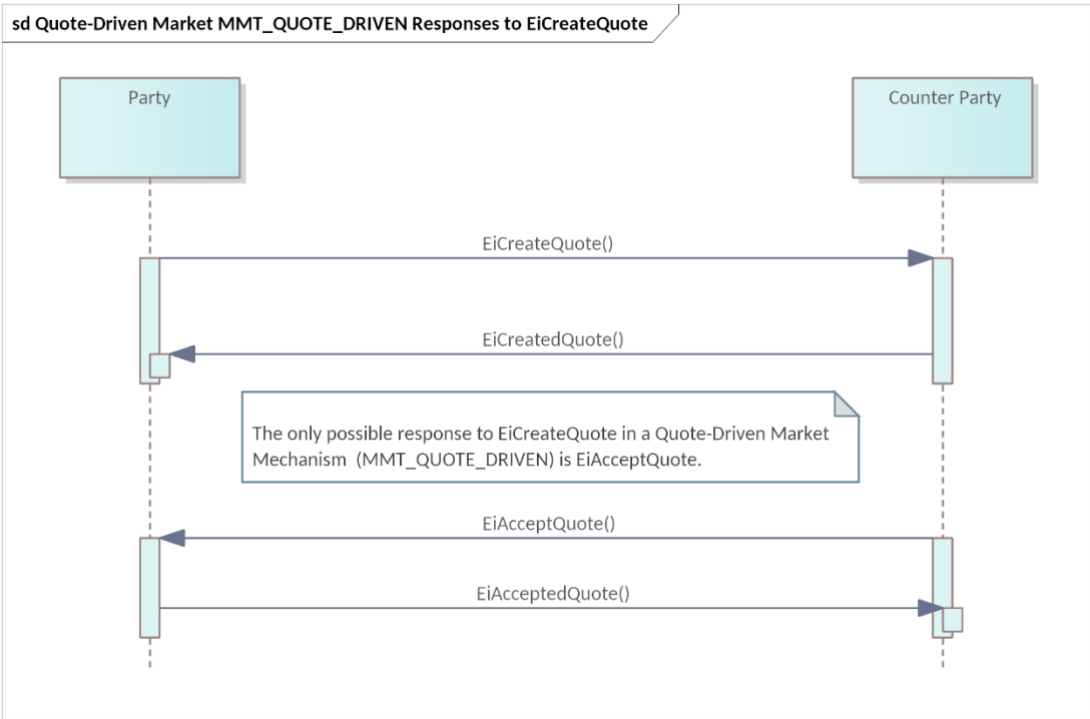 sd Quote-Driven Market MMT_QUOTE_DRIVEN Responses to EiCreateQuote
Party
Counter Party
EiCreateQuote()
EiCreatedQuote()
The only possible response to EiCreateQuote in a Quote-Driven Market
Mechanism (MMT_QUOTE_DRIVEN) is EiAcceptQuote.
EiAcceptQuote()
EiAcceptedQuote()